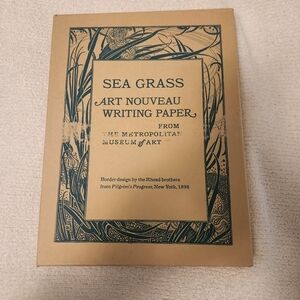 SEA GRASS
ART NOUVEAU
WRITING PAPER
FROM
THE METROPOLITAN
MUSEUM of ART
Border design by the Rhead brothers
from Pilgrim's Progress, New York, 1898